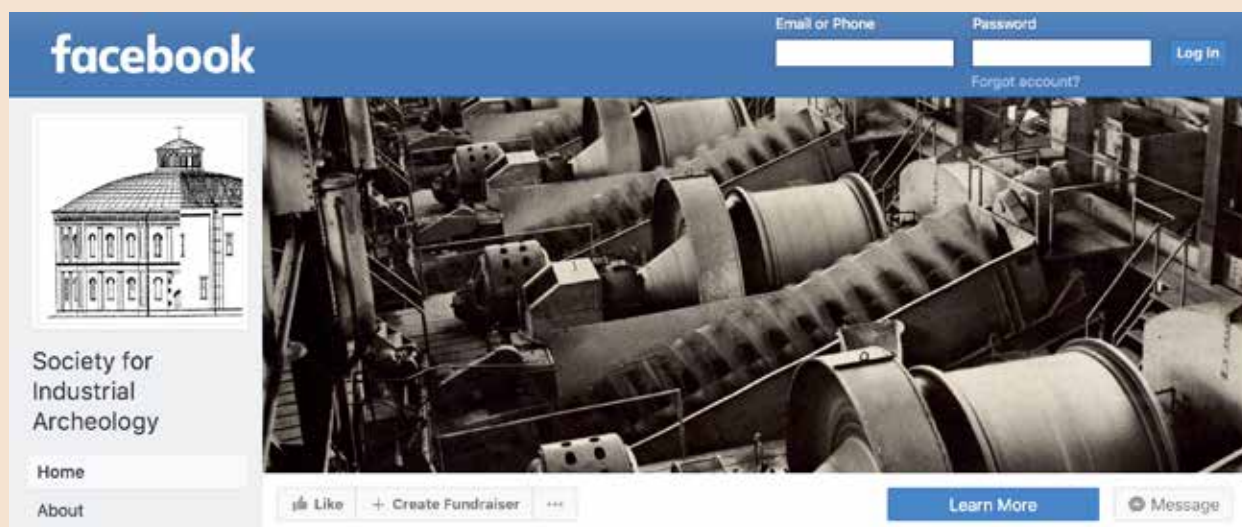 Email or Phone
Password
facebook
Log In
Forgot account?
Society for
Industrial
Archeology
Home
About
Like
+ Create Fundraiser
...
Learn More
Message